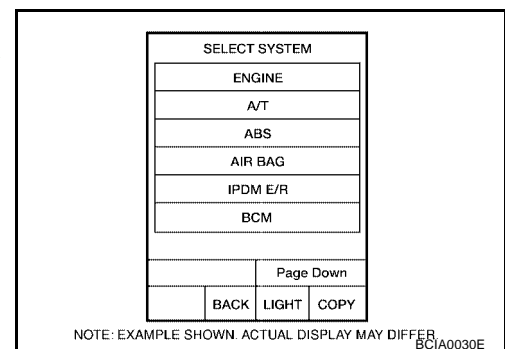 SELECT SYSTEM
ENGINE
A/T
ABS
AIR BAG
IPDM E/R
BCM
Page Down
BACK LIGHT COPY
NOTE: EXAMPLE SHOWN. ACTUAL DISPLAY MAY DIFFER.
BCIA0030E